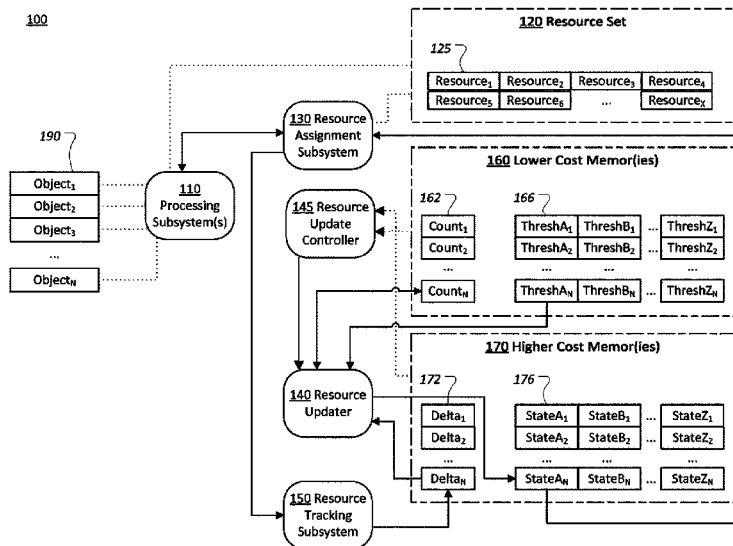 100
120 Resource Set
125
Resource1 Resource2 Resource3 Resource4
Resource5 Resource6 ... ResourceX
190
Object1
Object2
Object3
...
ObjectN
110
Processing
Subsystem(s)
130 Resource
Assignment
Subsystem
145 Resource
Update
Controller
160 Lower Cost Memor(ies)
162
Count1
Count2
...
CountN
166
ThreshA1 ThreshB1 ... ThreshZ1
ThreshA2 ThreshB2 ... ThreshZ2
... ... ...
ThreshAN ThreshBN ... ThreshZN
140 Resource
Updater
150 Resource
Tracking
Subsystem
170 Higher Cost Memor(ies)
172
Delta1
Delta2
...
DeltaN
176
StateA1 StateB1 ... StateZ1
StateA2 StateB2 ... StateZ2
... ... ...
StateAN StateBN ... StateZN